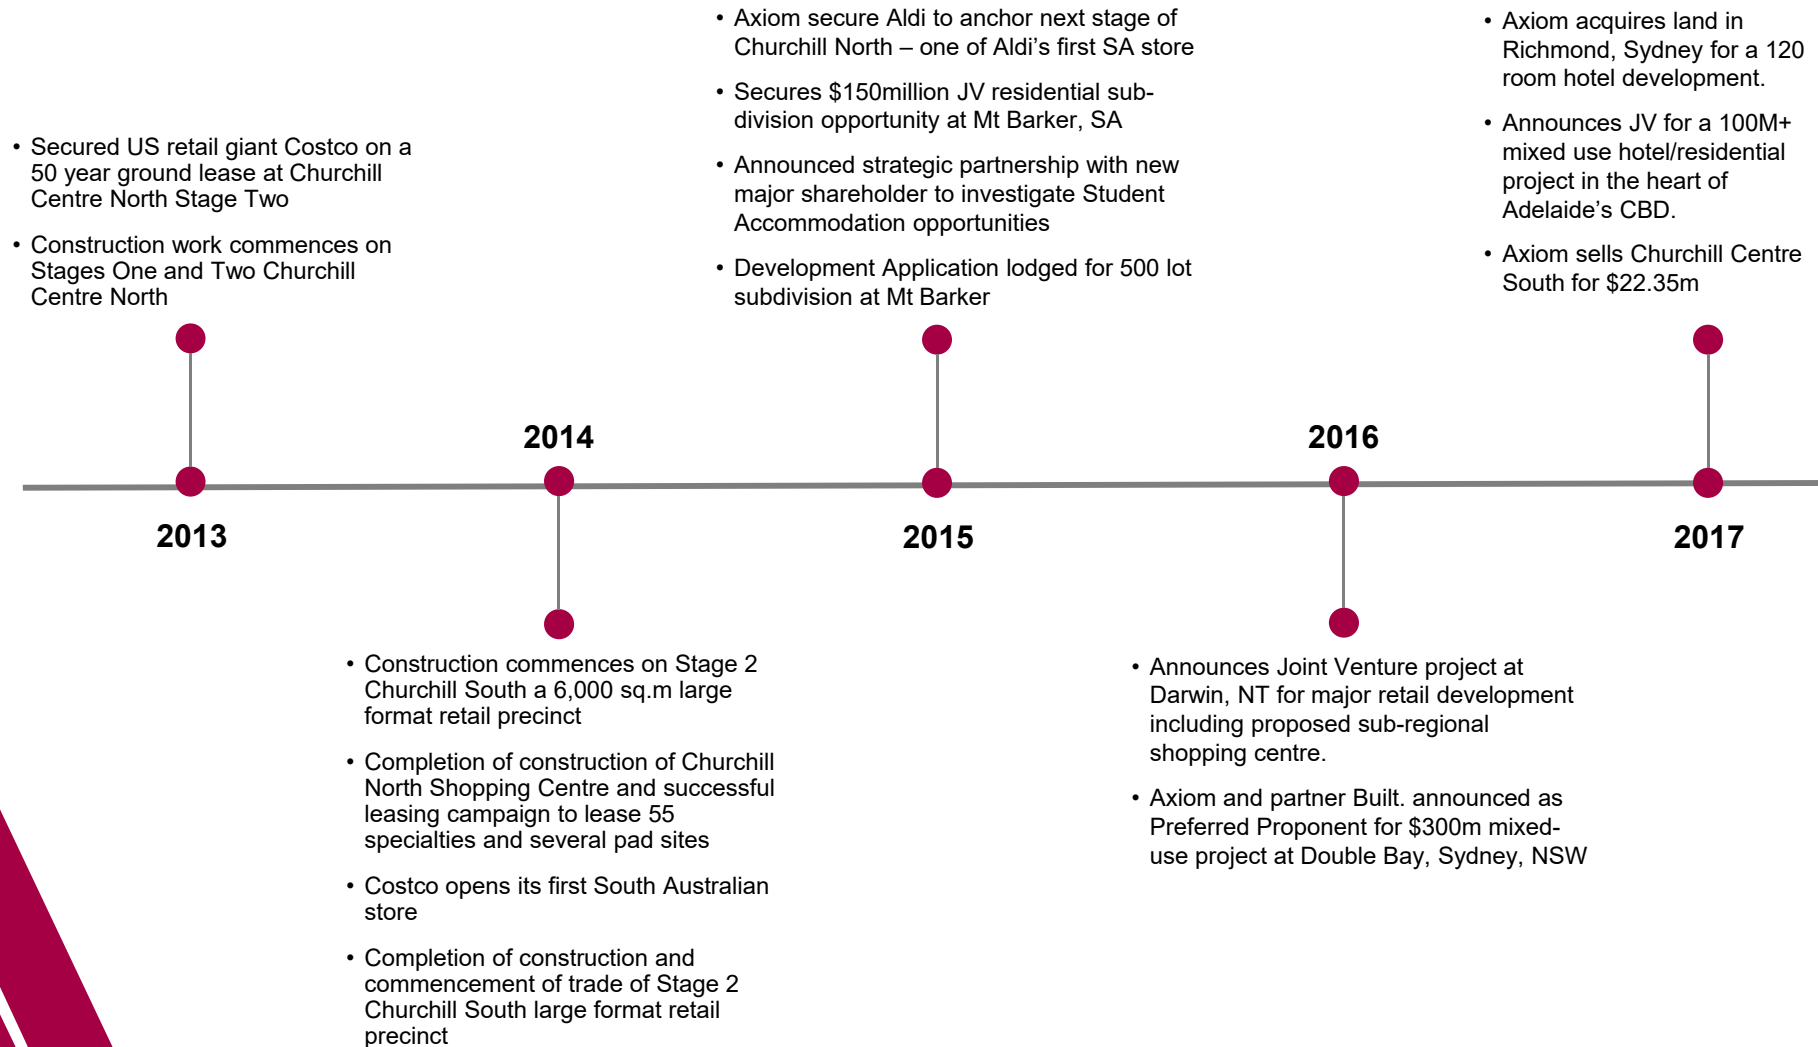 • Secured US retail giant Costco on a
50 year ground lease at Churchill
Centre North Stage Two
• Construction work commences on
Stages One and Two Churchill
Centre North
2013
2014
• Construction commences on Stage 2
Churchill South a 6,000 sq.m large
format retail precinct
• Completion of construction of Churchill
North Shopping Centre and successful
leasing campaign to lease 55
specialties and several pad sites
• Costco opens its first South Australian
store
• Completion of construction and
commencement of trade of Stage 2
Churchill South large format retail
precinct
• Axiom secure Aldi to anchor next stage of
Churchill North – one of Aldi’s first SA store
• Secures $150million JV residential sub-
division opportunity at Mt Barker, SA
• Announced strategic partnership with new
major shareholder to investigate Student
Accommodation opportunities
• Development Application lodged for 500 lot
subdivision at Mt Barker
2015
2016
• Announces Joint Venture project at
Darwin, NT for major retail development
including proposed sub-regional
shopping centre.
• Axiom and partner Built. announced as
Preferred Proponent for $300m mixed-
use project at Double Bay, Sydney, NSW
• Axiom acquires land in
Richmond, Sydney for a 120
room hotel development.
• Announces JV for a 100M+
mixed use hotel/residential
project in the heart of
Adelaide’s CBD.
• Axiom sells Churchill Centre
South for $22.35m
2017